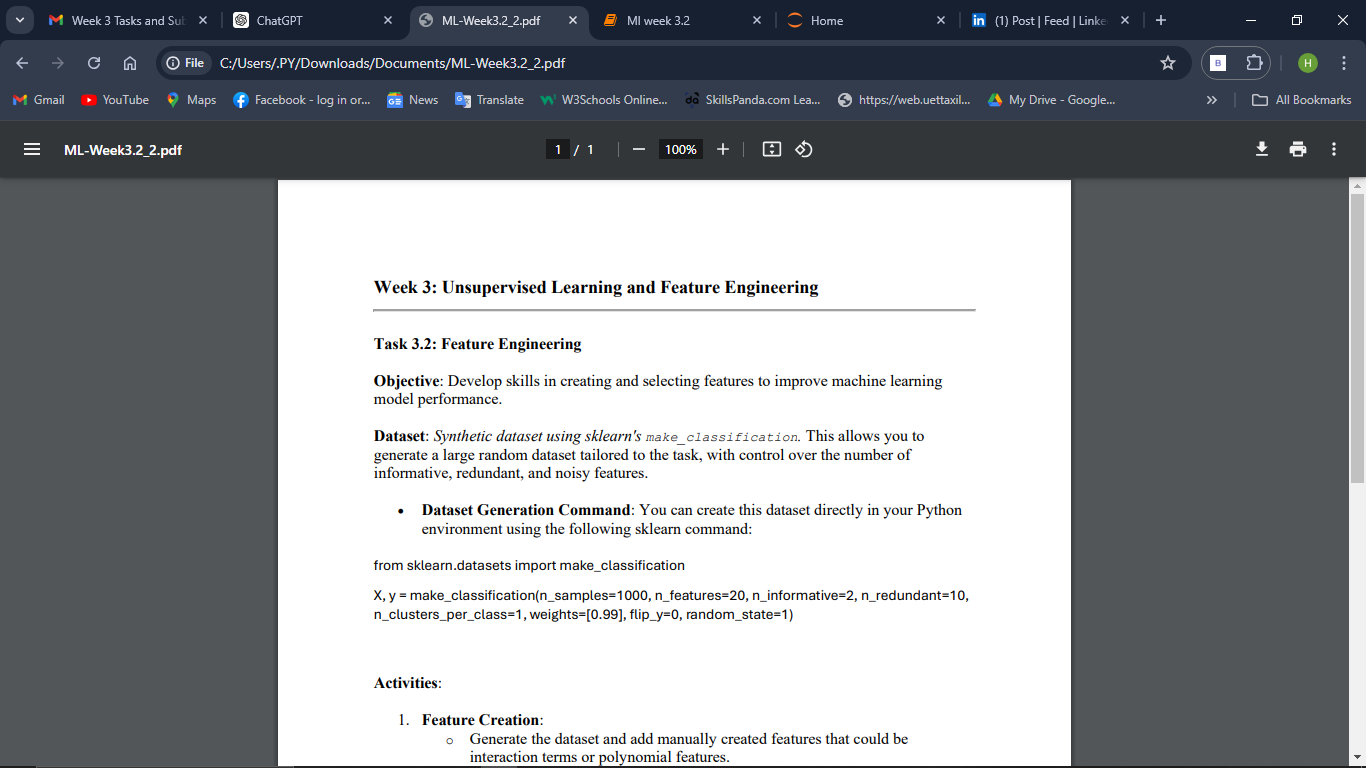 Week 3 Tasks and Sub
ChatGPT
ML-Week3.2_2.pdf
Ml week 3.2
Home
(1) Post | Feed | Linke
File
C:/Users/.PY/Downloads/Documents/ML-Week3.2_2.pdf
B
H
Gmail
YouTube
Maps
Facebook - log in or...
News
Translate
W3Schools Online...
SkillsPanda.com Lea...
https://web.uettaxil...
My Drive - Google...
»
All Bookmarks
ML-Week3.2_2.pdf
1 / 1
100%
Week 3: Unsupervised Learning and Feature Engineering
Task 3.2: Feature Engineering
Objective: Develop skills in creating and selecting features to improve machine learning
model performance.
Dataset: Synthetic dataset using sklearn's make_classification. This allows you to
generate a large random dataset tailored to the task, with control over the number of
informative, redundant, and noisy features.
• Dataset Generation Command: You can create this dataset directly in your Python
environment using the following sklearn command:
from sklearn.datasets import make_classification
X, y = make_classification(n_samples=1000, n_features=20, n_informative=2, n_redundant=10,
n_clusters_per_class=1, weights=[0.99], flip_y=0, random_state=1)
Activities:
1. Feature Creation:
o Generate the dataset and add manually created features that could be
interaction terms or polynomial features.